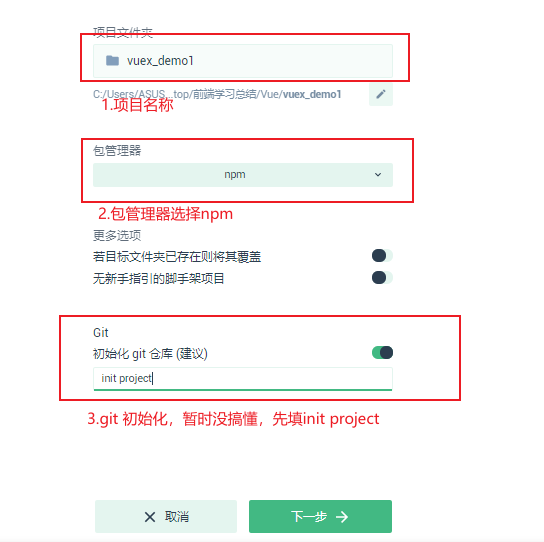 项目文件夹
vuex_demo1
C:/Users/ASUS...top/前端学习总结/Vue/vuex_demo1
1.项目名称
包管理器
npm
2.包管理器选择npm
更多选项
若目标文件夹已存在则将其覆盖
无新手指引的脚手架项目
Git
初始化 git 仓库 (建议)
init project
3.git 初始化，暂时没搞懂，先填init project
取消
下一步